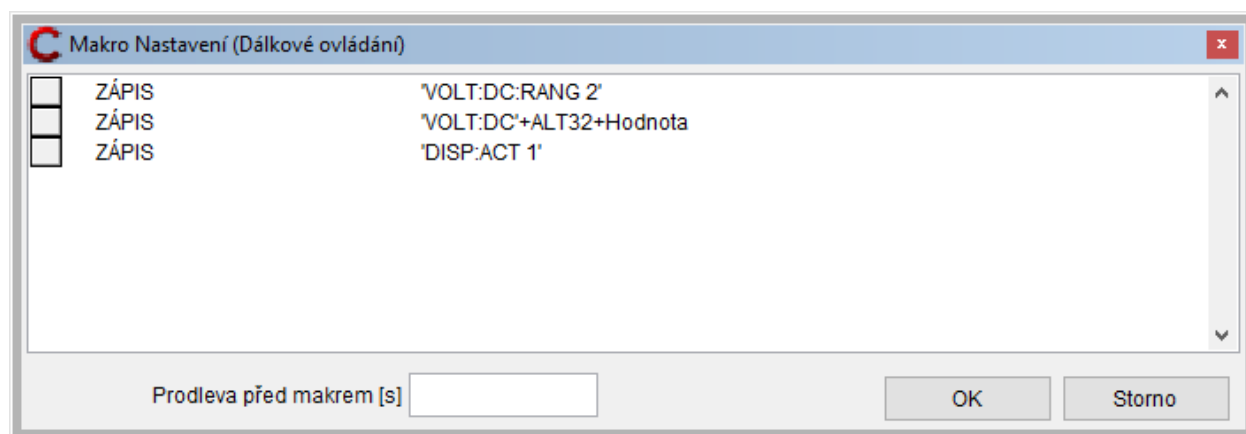 Makro Nastavení (Dálkové ovládání)
ZÁPIS 'VOLT:DC:RANG 2'
ZÁPIS 'VOLT:DC'+ALT32+Hodnota
ZÁPIS 'DISP:ACT 1'
Prodleva před makrem [s] OK Storno